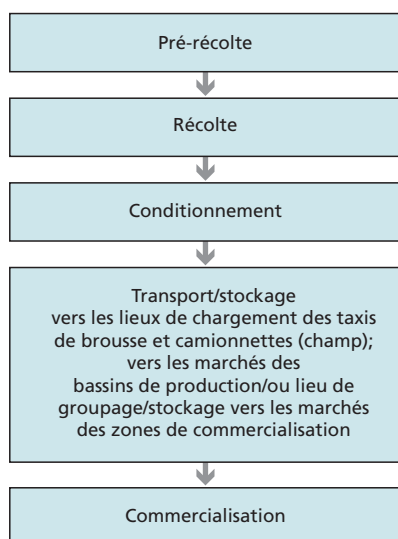 Pré-récolte
Récolte
Conditionnement
Transport/stockage
vers les lieux de chargement des taxis
de brousse et camionnettes (champ);
vers les marchés des
bassins de production/ou lieu de
groupage/stockage vers les marchés
des zones de commercialisation
Commercialisation